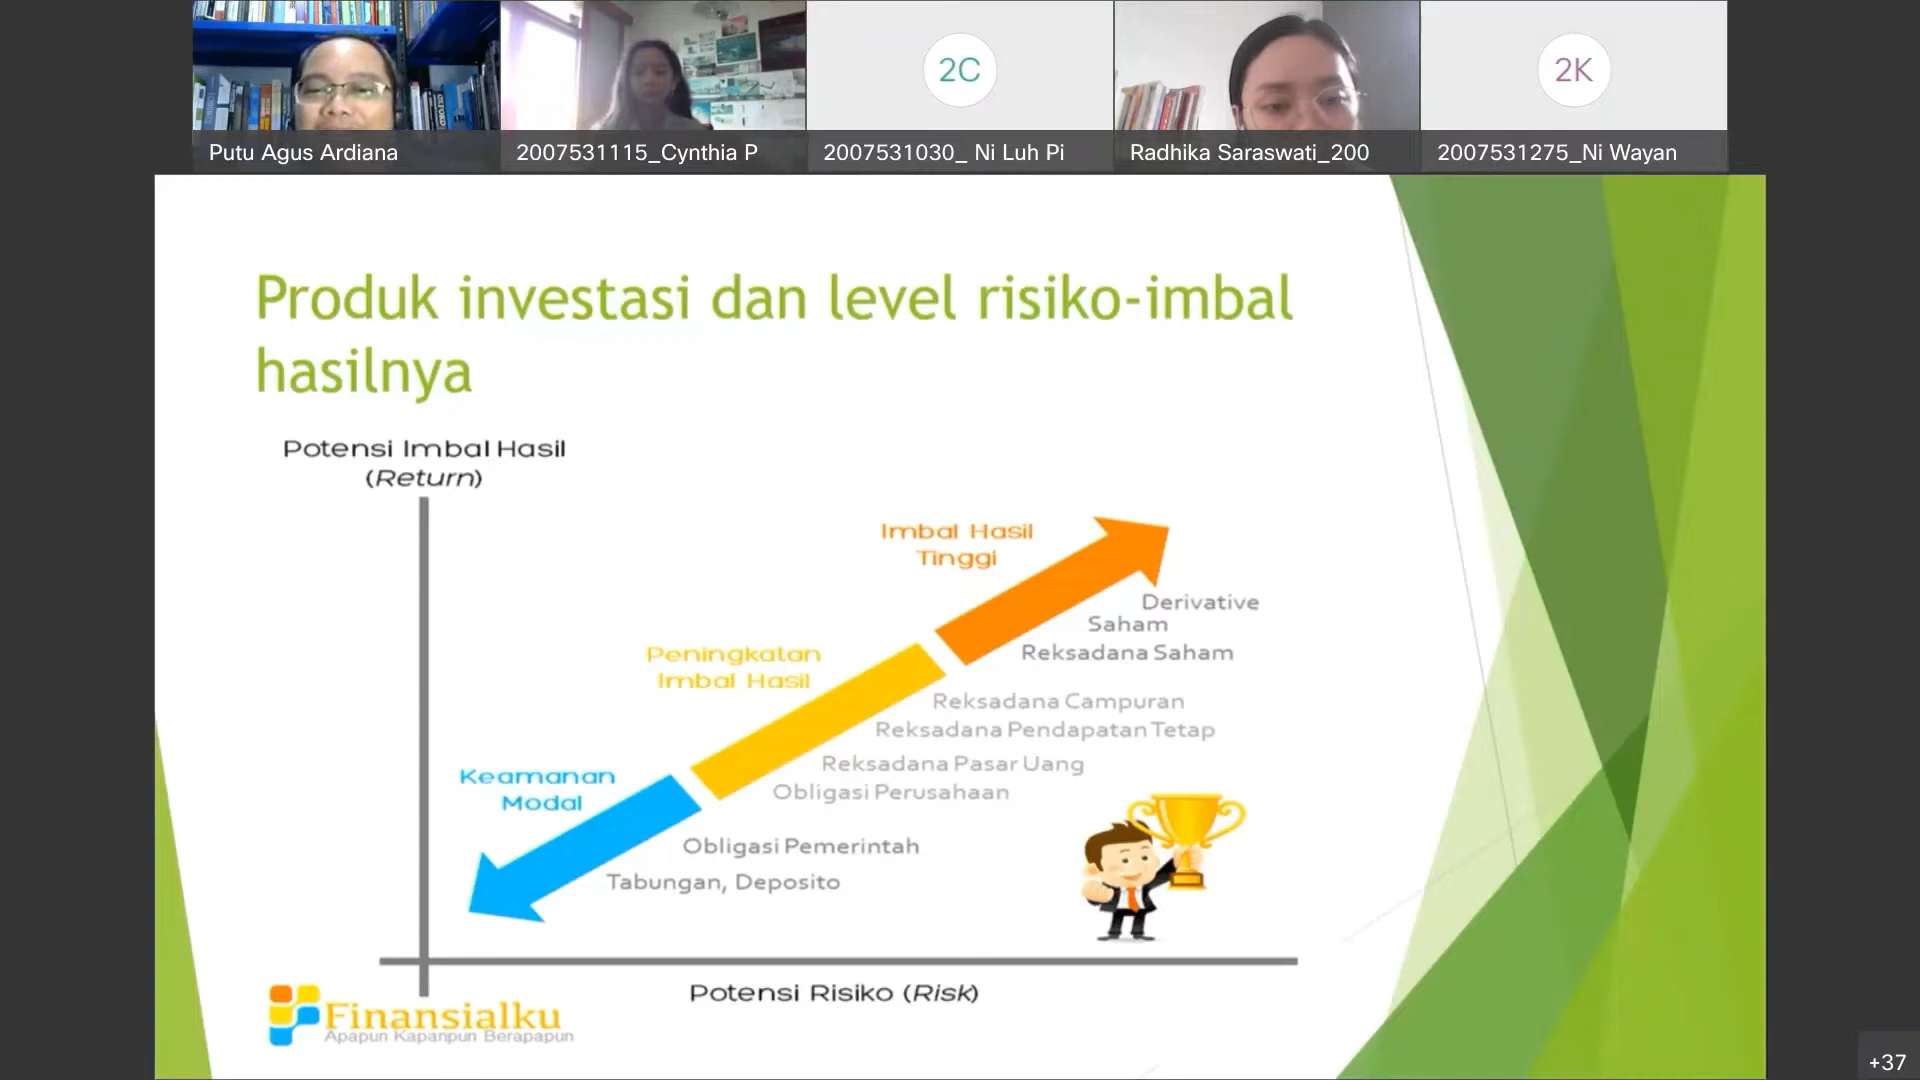 2C
2K
Putu Agus Ardiana
2007531115_Cynthia P
2007531030_ Ni Luh Pi
Radhika Saraswati_200
2007531275_Ni Wayan
Produk investasi dan level risiko-imbal
hasilnya
Potensi Imbal Hasil
(Return)
Imbal Hasil
Tinggi
Derivative
Saham
Reksadana Saham
Peningkatan
Imbal Hasil
Reksadana Campuran
Reksadana Pendapatan Tetap
Reksadana Pasar Uang
Obligasi Perusahaan
Keamanan
Modal
Obligasi Pemerintah
Tabungan, Deposito
Potensi Risiko (Risk)
Finansialku
Apapun Kapanpun Berapapun
+37